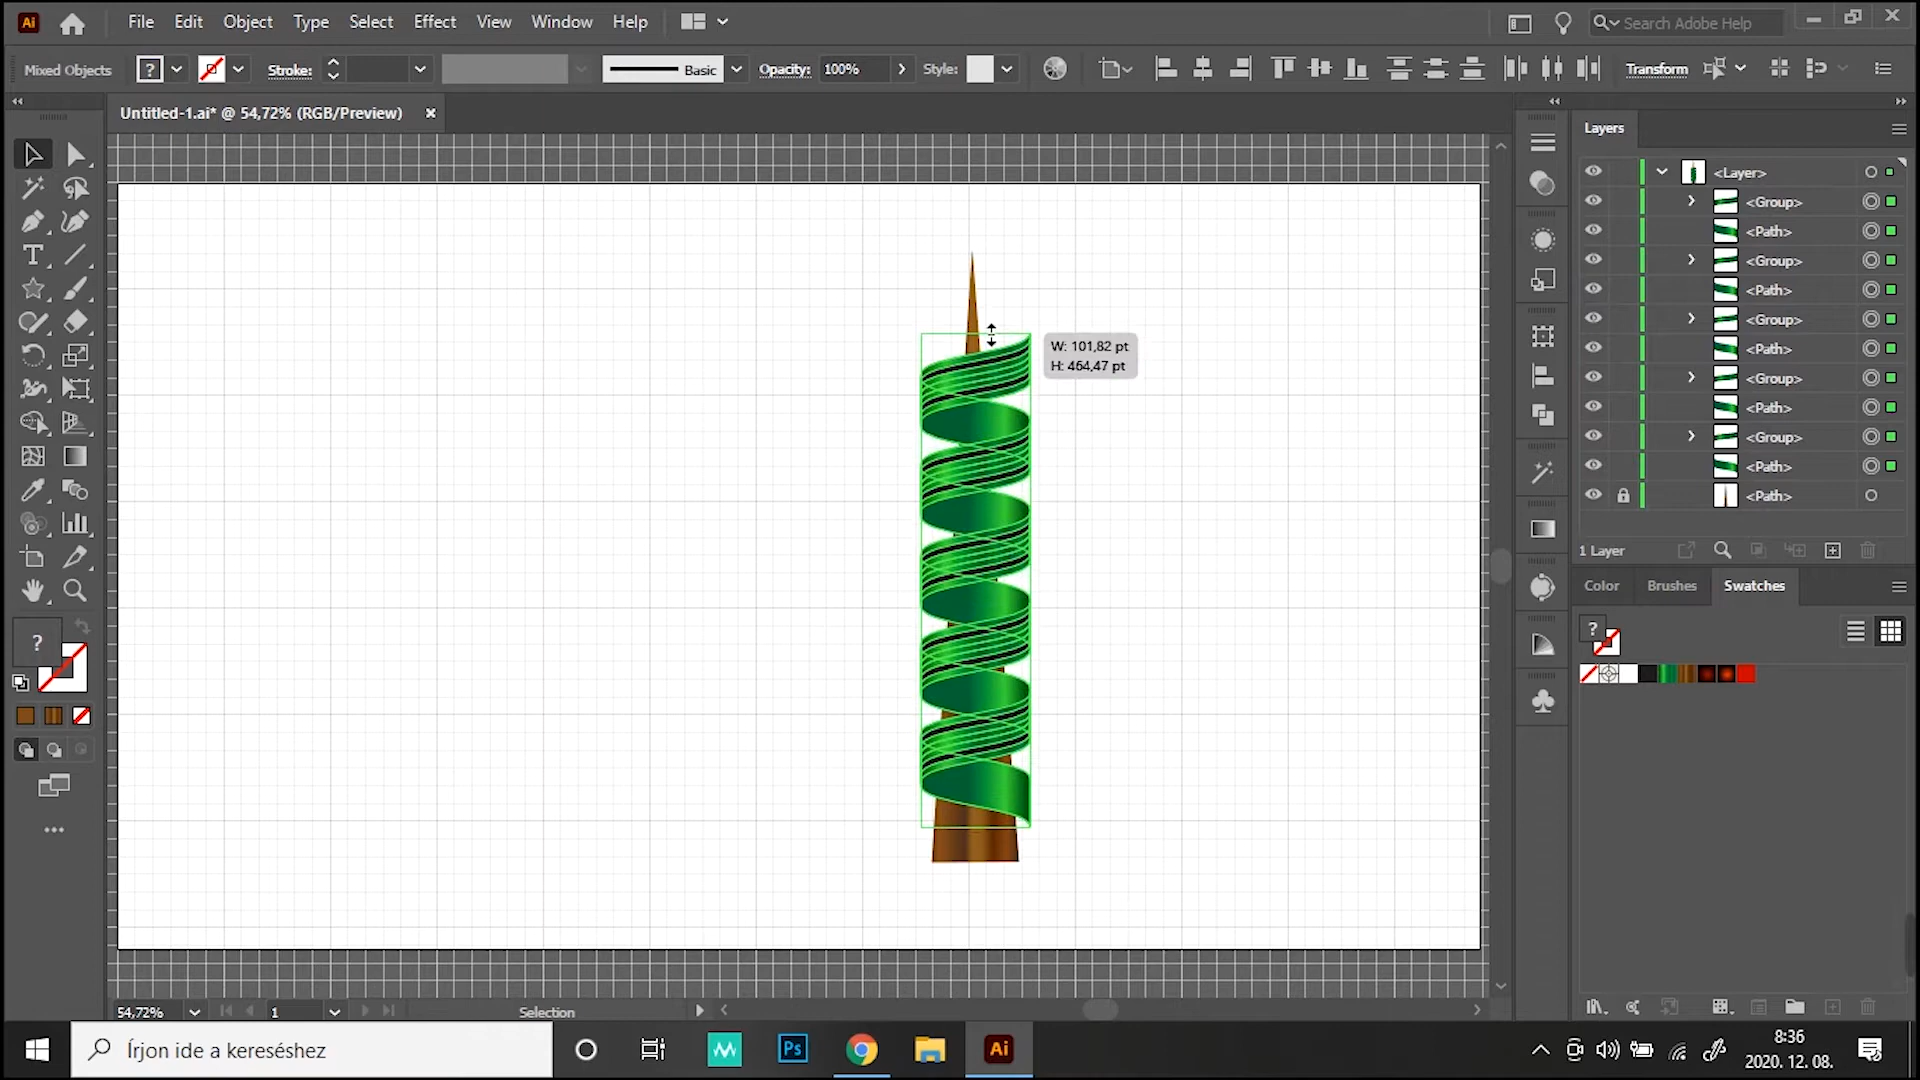 Ai File Edit Object Type Select Effect View Window Help Search Adobe Help
Mixed Objects ? Stroke: Basic Opacity: 100% Style: Transform
Untitled-1.ai* @ 54,72% (RGB/Preview)
W: 101,82 pt
H: 464,47 pt
Layers
<Layer>
<Group>
<Path>
<Group>
<Path>
<Group>
<Path>
<Group>
<Path>
<Group>
<Path>
<Path>
1 Layer
Color Brushes Swatches
?
?
54,72% 1 Selection
Írjon ide a kereséshez
Ps
Ai
8:36
2020. 12. 08.